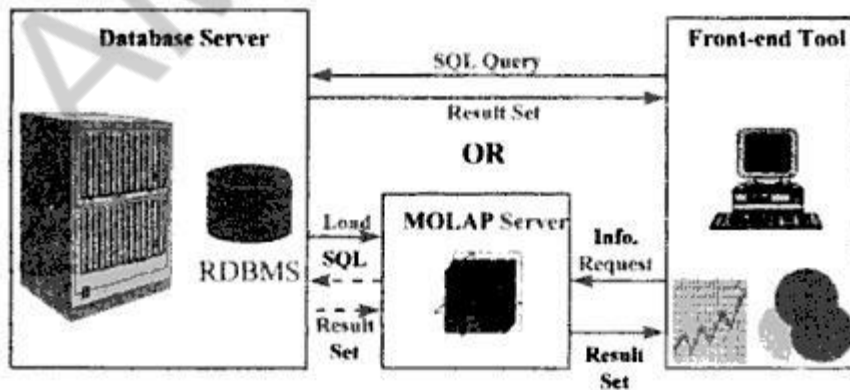 Database Server
Front-end Tool
SQL Query
Result Set
OR
RDBMS
Load
SQL
Result
Set
MOLAP Server
Info.
Request
Result
Set